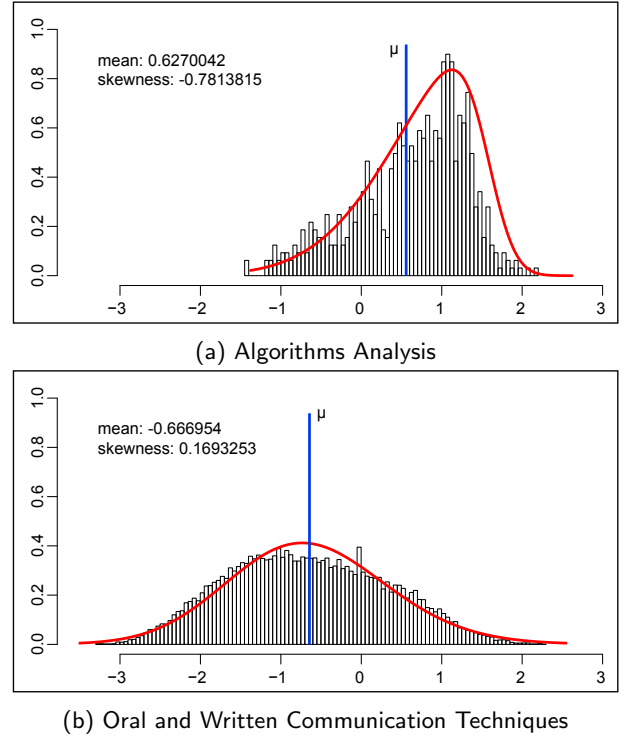 1.0
0.8
0.6
0.4
0.2
0.0
mean: 0.6270042
skewness: -0.7813815
μ
−3 −2 −1 0 1 2 3
(a) Algorithms Analysis
1.0
0.8
0.6
0.4
0.2
0.0
mean: -0.666954
skewness: 0.1693253
μ
−3 −2 −1 0 1 2 3
(b) Oral and Written Communication Techniques